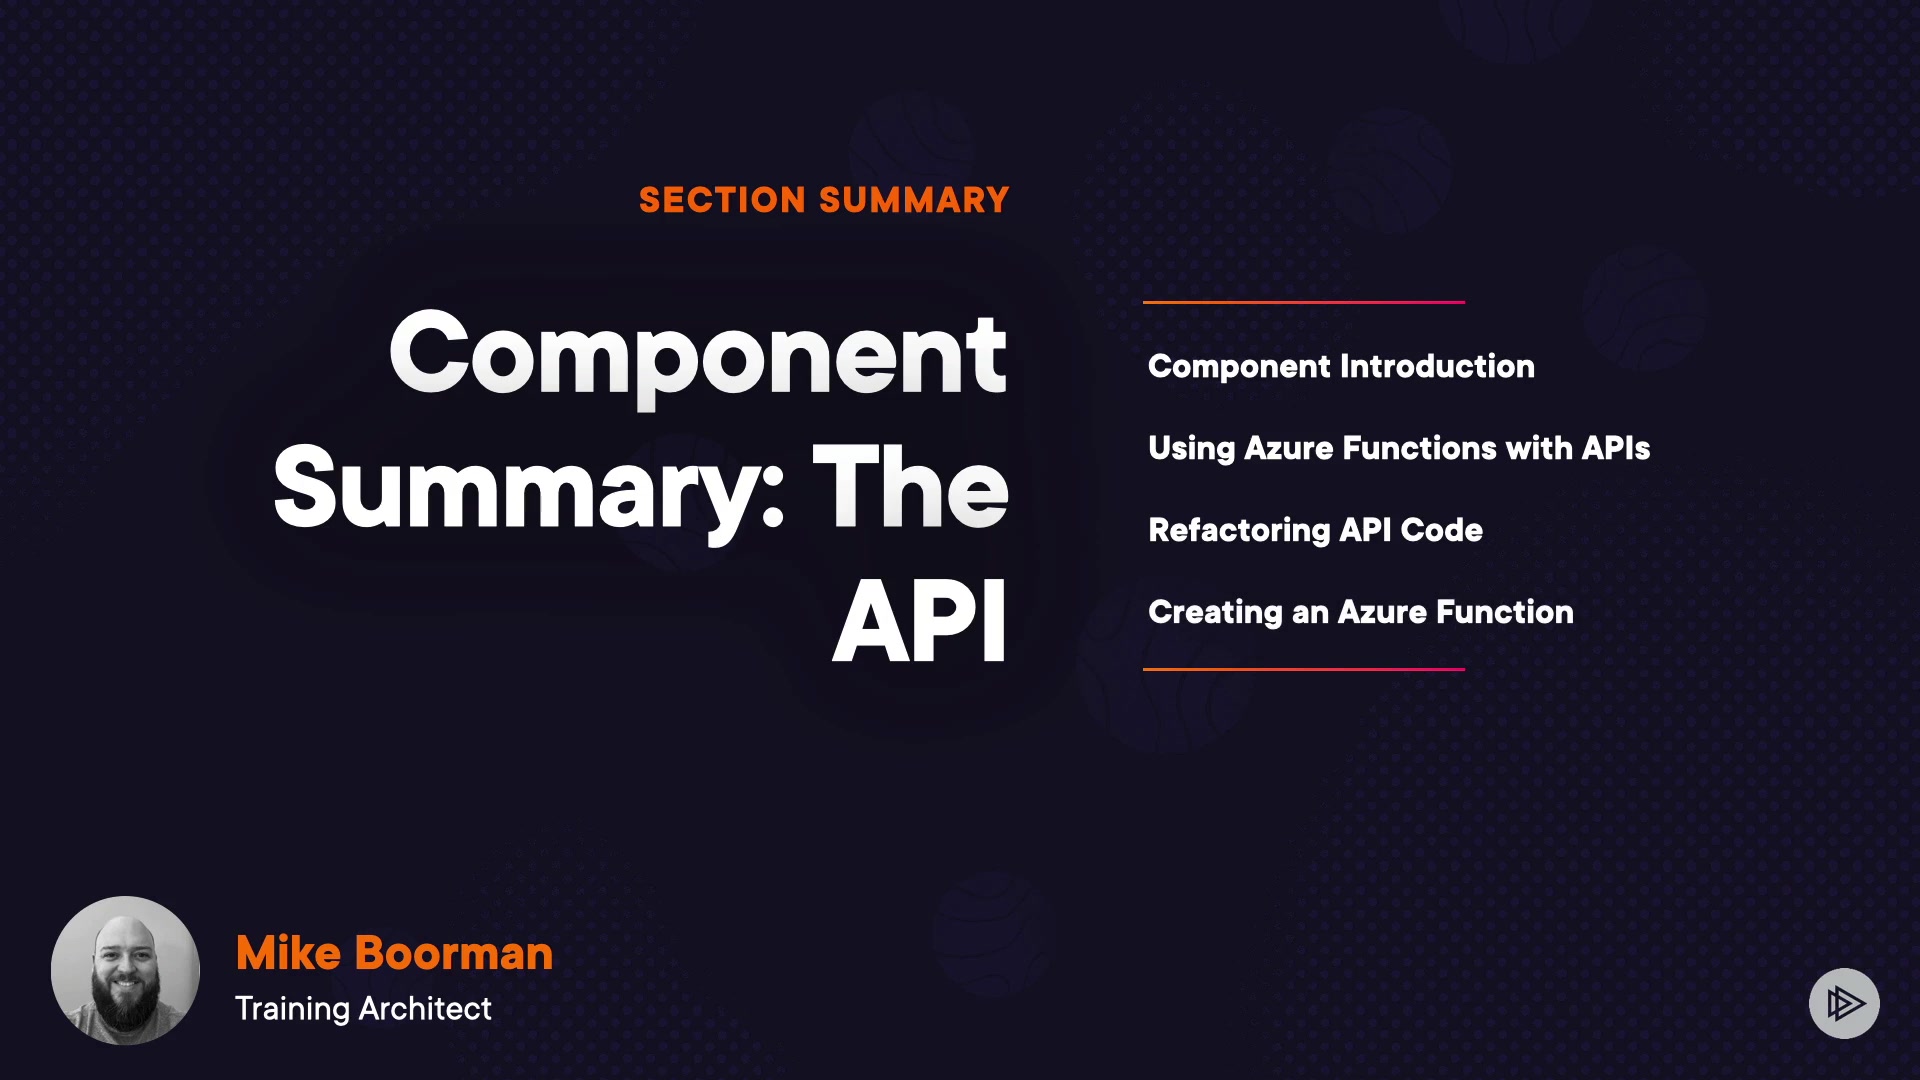 SECTION SUMMARY
Component
Summary: The
API
Component Introduction
Using Azure Functions with APIs
Refactoring API Code
Creating an Azure Function
Mike Boorman
Training Architect